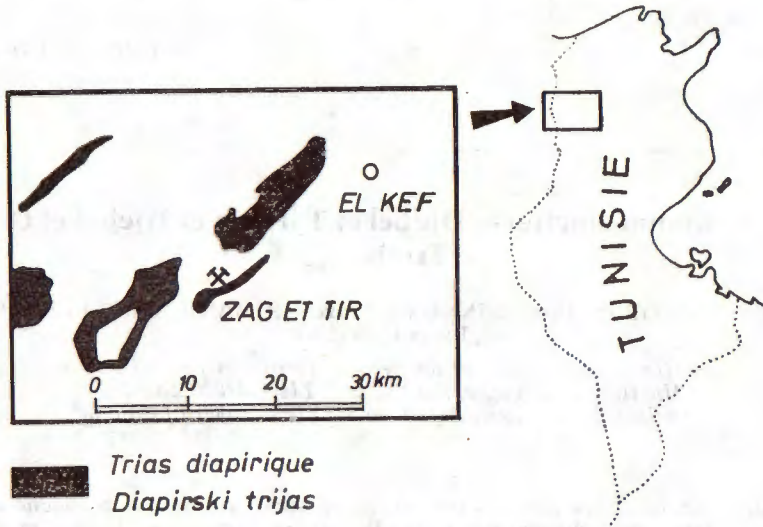 EL KEF
ZAG ET TIR
0 10 20 30 km
TUNISIE
Trias diapirique
Diapirski trijas